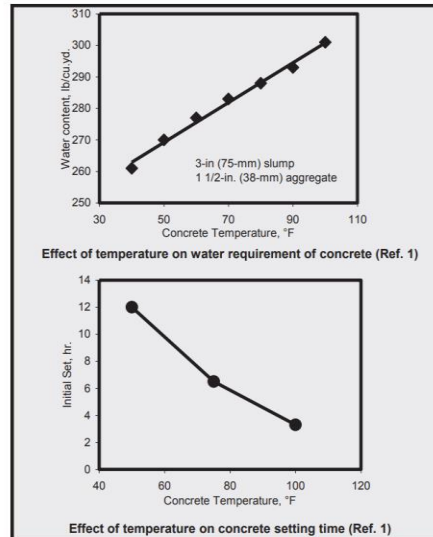 310
300
290
280
270
260
250
Water content, lb/cu.yd.
3-in (75-mm) slump
1 1/2-in. (38-mm) aggregate
30 50 70 90 110
Concrete Temperature, °F
Effect of temperature on water requirement of concrete (Ref. 1)
14
12
10
8
6
4
2
0
Initial Set, hr.
40 60 80 100 120
Concrete Temperature, °F
Effect of temperature on concrete setting time (Ref. 1)